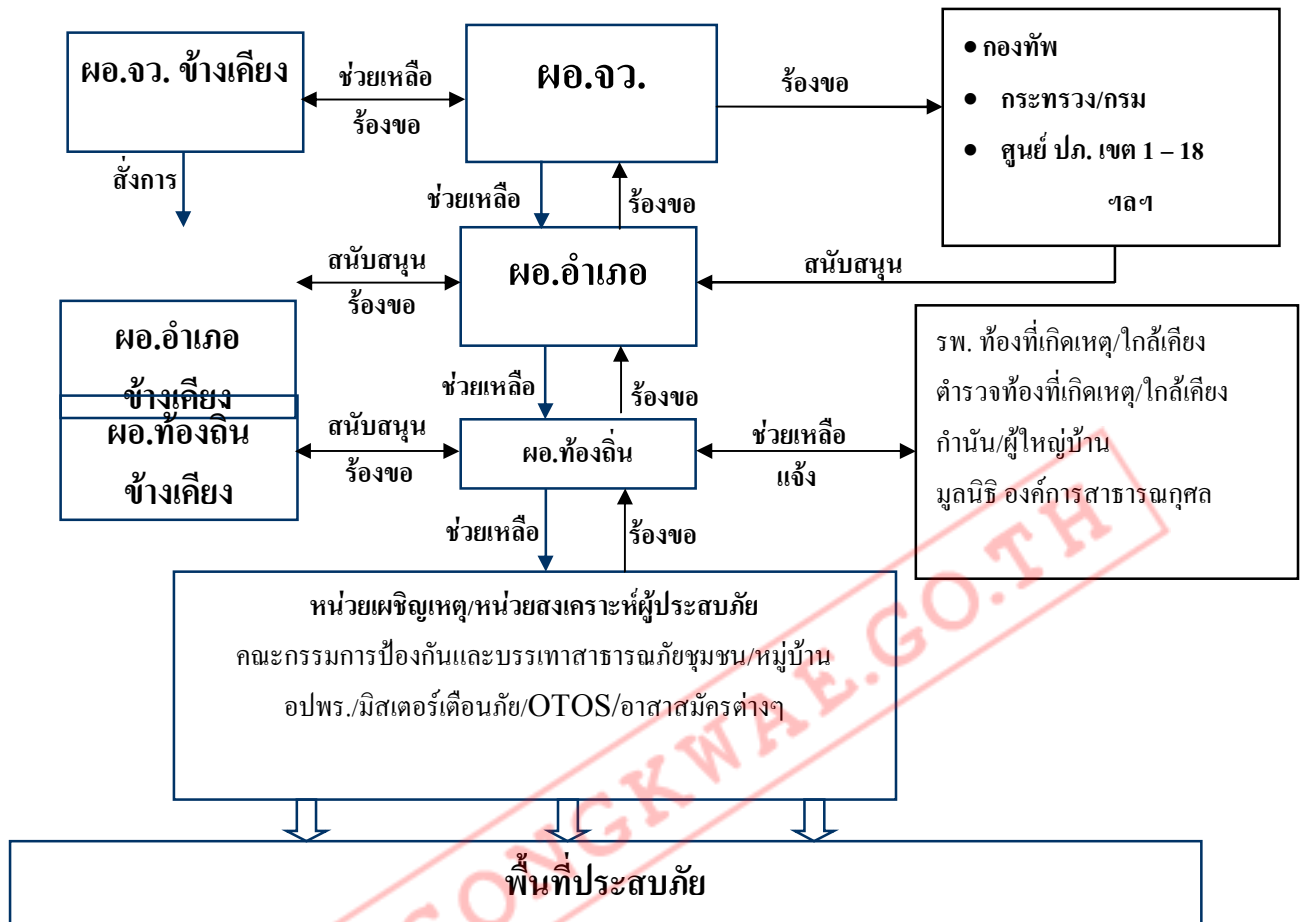 ผอ.จว. ข้างเคียง
ช่วยเหลือ
ร้องขอ
ผอ.จว.
ร้องขอ
• กองทัพ
• กระทรวง/กรม
• ศูนย์ ปภ. เขต 1 – 18
ฯลฯ
สั่งการ
ช่วยเหลือ
ร้องขอ
สนับสนุน
ร้องขอ
ผอ.อำเภอ
สนับสนุน
ผอ.อำเภอ
ข้างเคียง
ช่วยเหลือ
ร้องขอ
รพ. ท้องที่เกิดเหตุ/ใกล้เคียง
ตำรวจท้องที่เกิดเหตุ/ใกล้เคียง
กำนัน/ผู้ใหญ่บ้าน
มูลนิธิ องค์การสาธารณกุศล
ผอ.ท้องถิ่น
ข้างเคียง
สนับสนุน
ร้องขอ
ผอ.ท้องถิ่น
ช่วยเหลือ
แจ้ง
ช่วยเหลือ
ร้องขอ
หน่วยเผชิญเหตุ/หน่วยสงเคราะห์ผู้ประสบภัย
คณะกรรมการป้องกันและบรรเทาสาธารณภัยชุมชน/หมู่บ้าน
อปพร./มิสเตอร์เตือนภัย/OTOS/อาสาสมัครต่างๆ
พื้นที่ประสบภัย
SONGKWAE.GO.TH